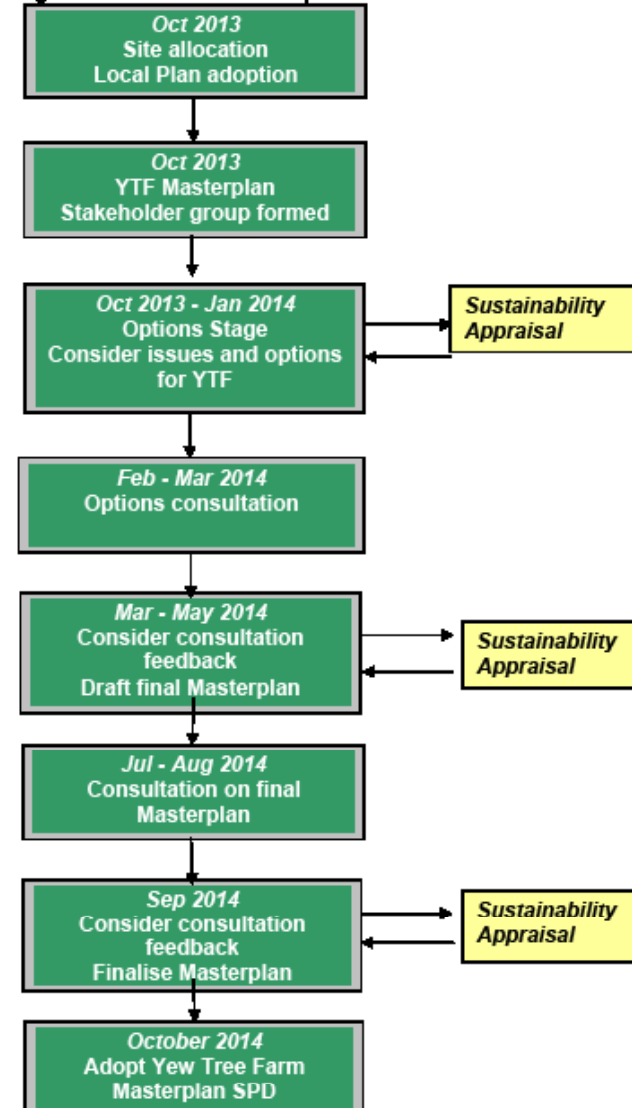 Oct 2013
Site allocation
Local Plan adoption
Oct 2013
YTF Masterplan
Stakeholder group formed
Oct 2013 - Jan 2014
Options Stage
Consider issues and options
for YTF
Sustainability
Appraisal
Feb - Mar 2014
Options consultation
Mar - May 2014
Consider consultation
feedback
Draft final Masterplan
Sustainability
Appraisal
Jul - Aug 2014
Consultation on final
Masterplan
Sep 2014
Consider consultation
feedback
Finalise Masterplan
Sustainability
Appraisal
October 2014
Adopt Yew Tree Farm
Masterplan SPD